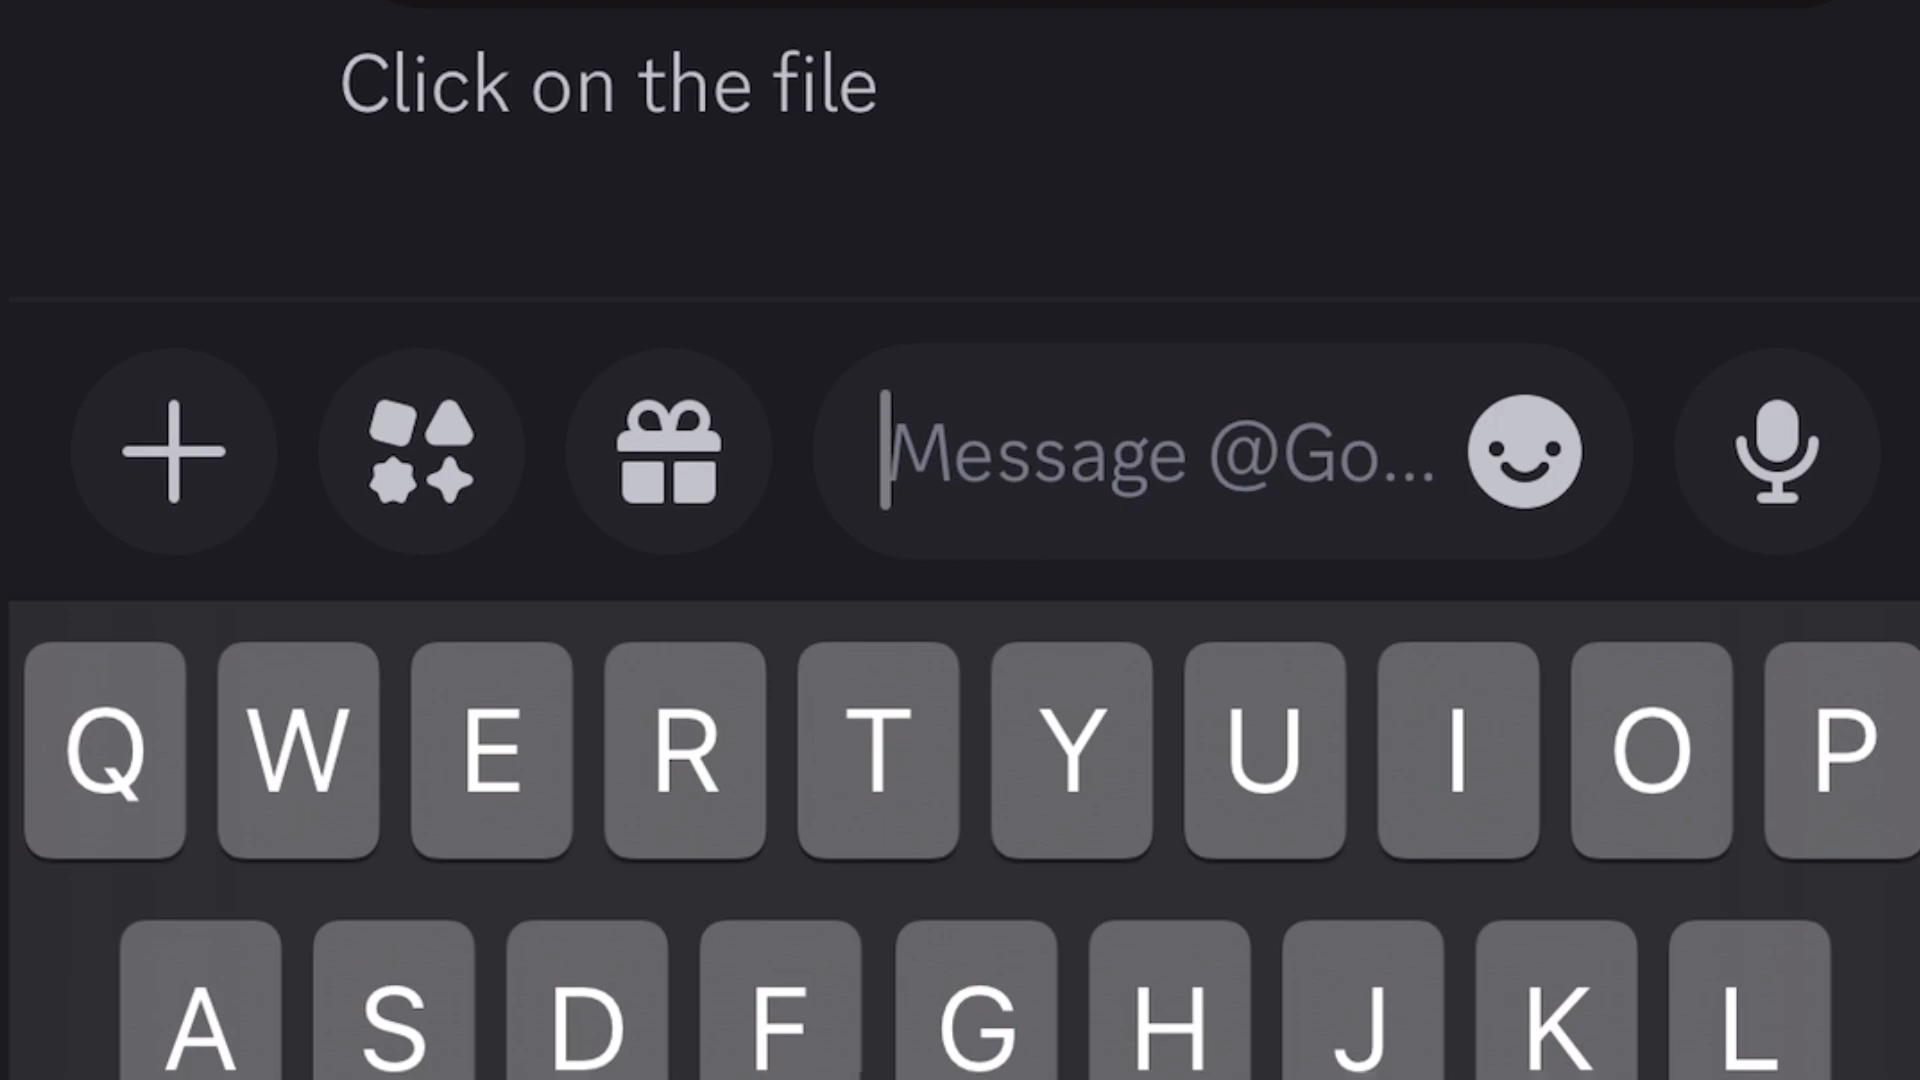 Click on the file
Message @Go...
Q W E R T Y U I O P
A S D F G H J K L